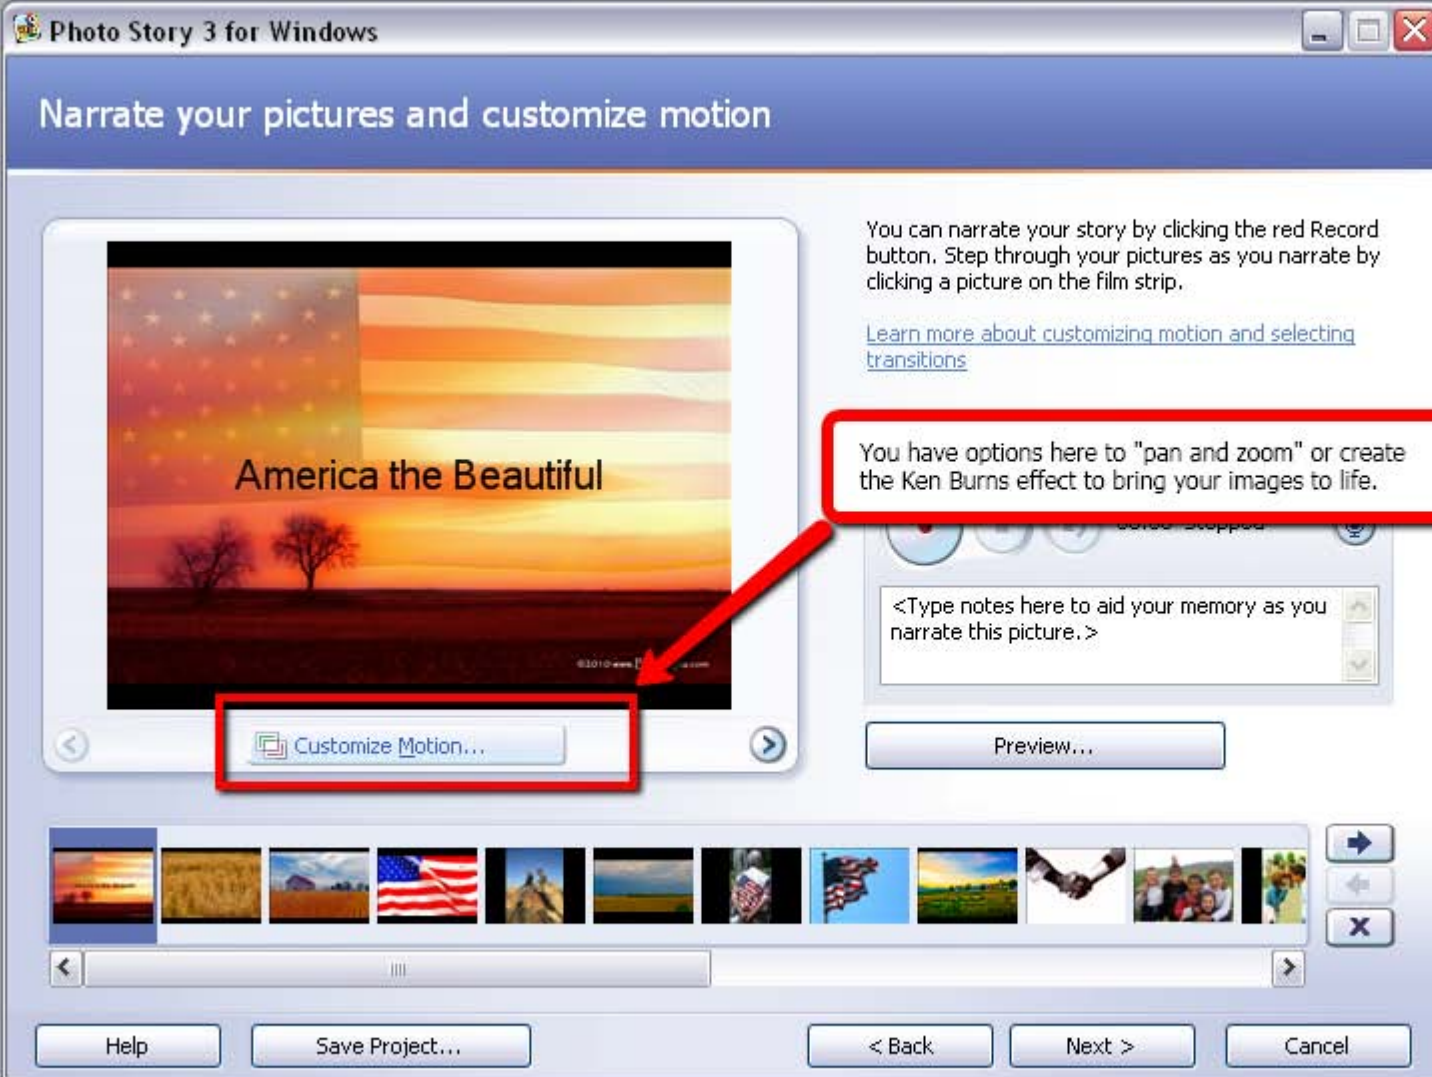 Photo Story 3 for Windows
Narrate your pictures and customize motion
You can narrate your story by clicking the red Record
button. Step through your pictures as you narrate by
clicking a picture on the film strip.
Learn more about customizing motion and selecting
transitions
You have options here to "pan and zoom" or create
the Ken Burns effect to bring your images to life.
America the Beautiful
Stopped
<Type notes here to aid your memory as you
narrate this picture.>
©2010 www.
Customize Motion...
Preview...
Help
Save Project...
< Back
Next >
Cancel